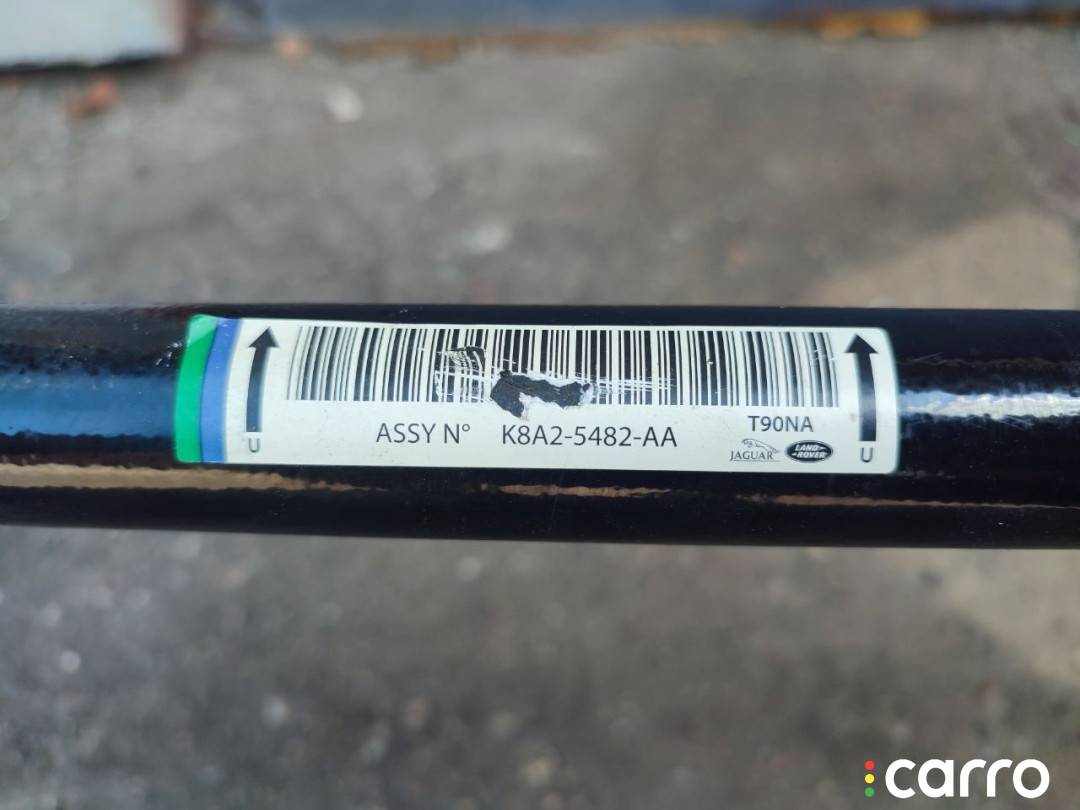 T90NA
ASSY N° K8A2-5482-AA
U
JAGUAR
LAND-
ROVER
U
carro